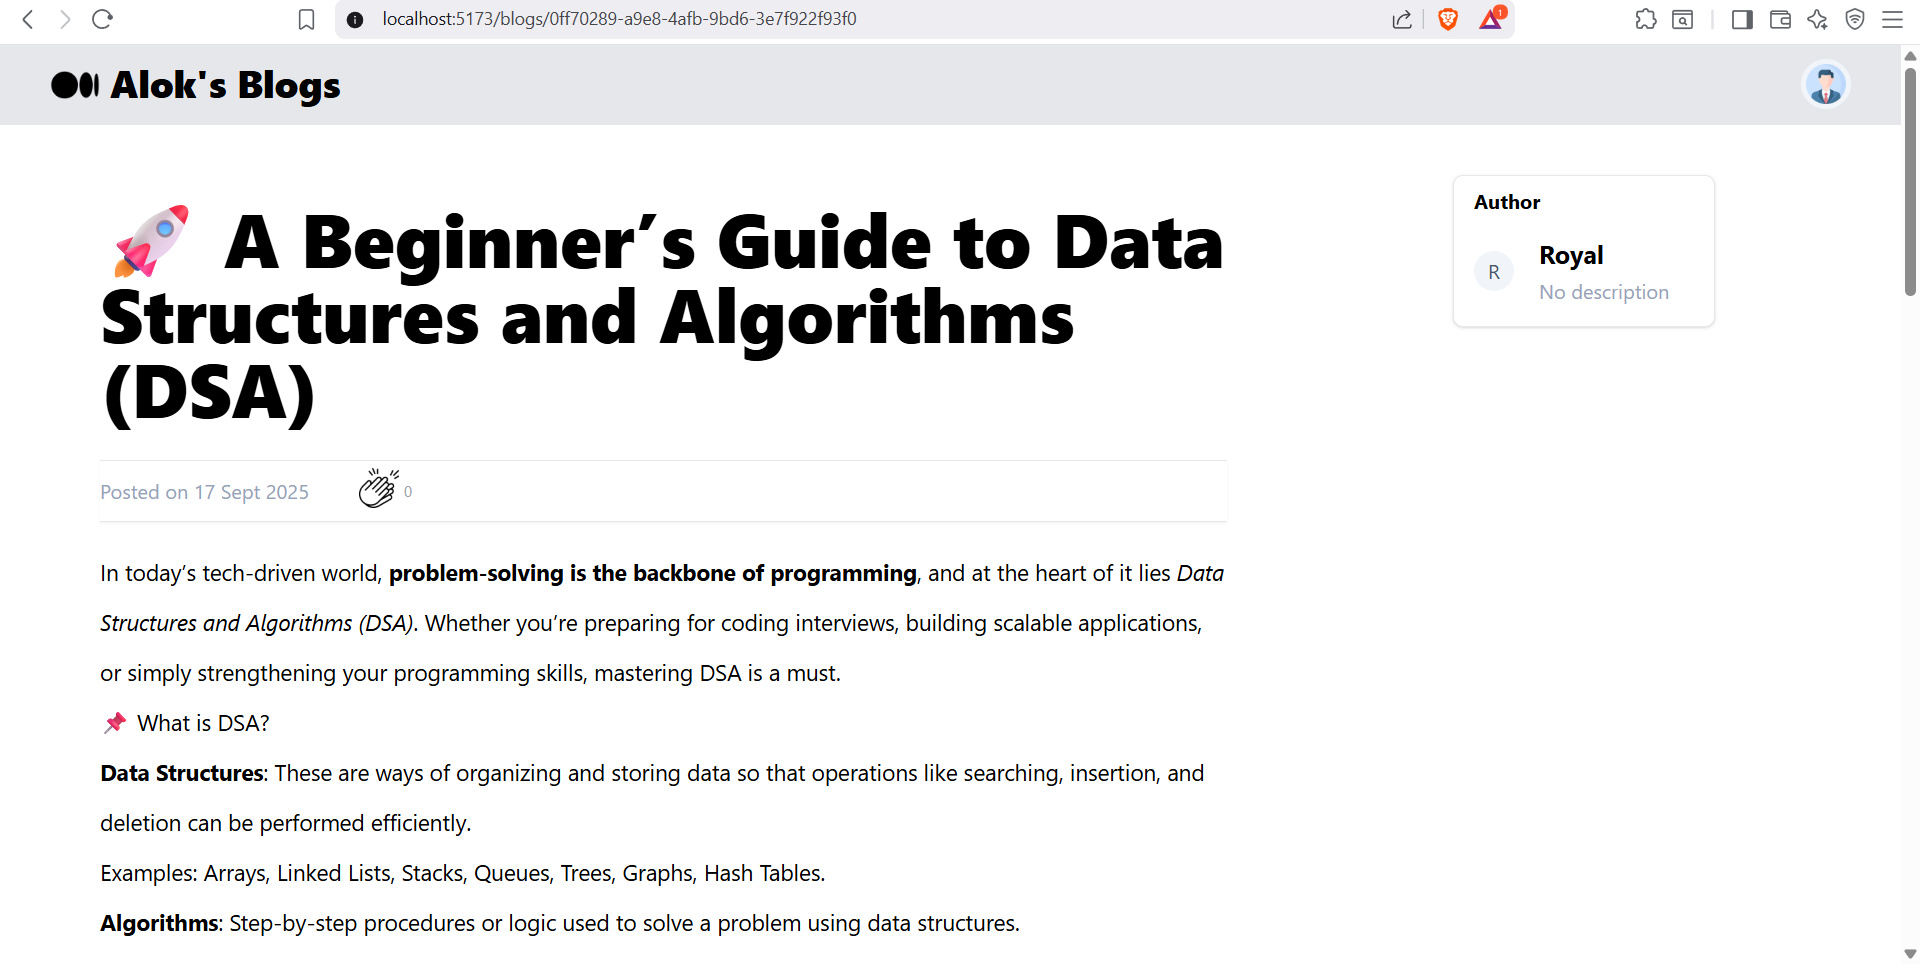 localhost:5173/blogs/0ff70289-a9e8-4afb-9bd6-3e7f922f93f0
1
Alok's Blogs
🚀 A Beginner’s Guide to Data
Structures and Algorithms
(DSA)
Posted on 17 Sept 2025
0
In today’s tech-driven world, problem-solving is the backbone of programming, and at the heart of it lies Data
Structures and Algorithms (DSA). Whether you’re preparing for coding interviews, building scalable applications,
or simply strengthening your programming skills, mastering DSA is a must.
📌 What is DSA?
Data Structures: These are ways of organizing and storing data so that operations like searching, insertion, and
deletion can be performed efficiently.
Examples: Arrays, Linked Lists, Stacks, Queues, Trees, Graphs, Hash Tables.
Algorithms: Step-by-step procedures or logic used to solve a problem using data structures.
Author
R
Royal
No description